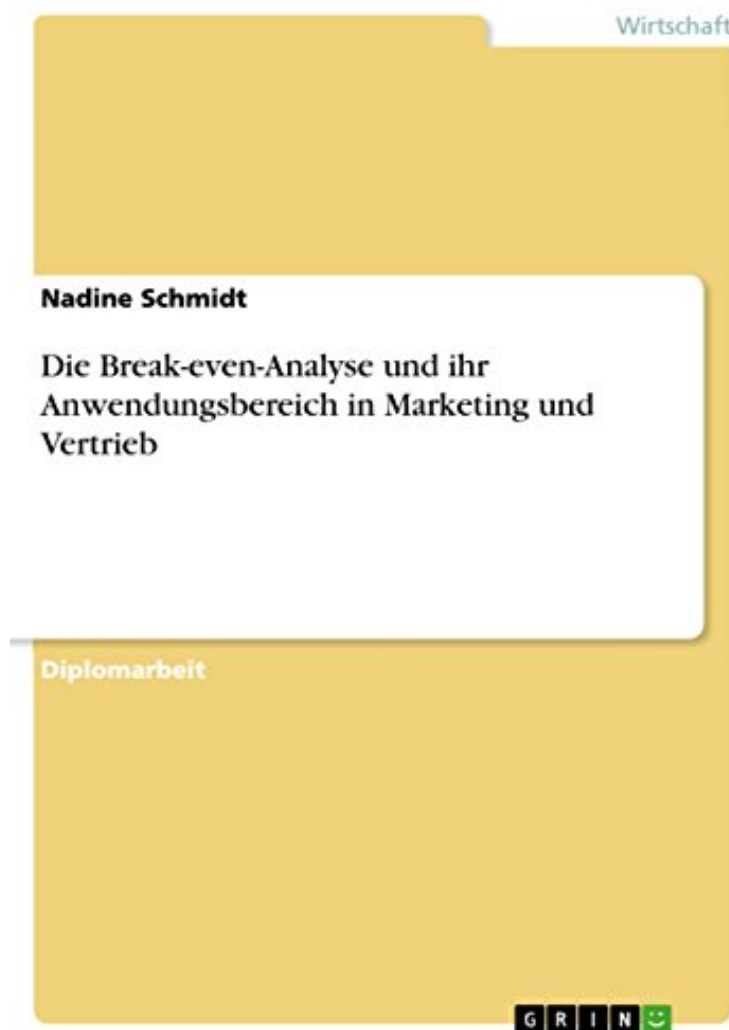 Wirtschaft
Nadine Schmidt
Die Break-even-Analyse und ihr
Anwendungsbereich in Marketing und
Vertrieb
Diplomarbeit
GRIN